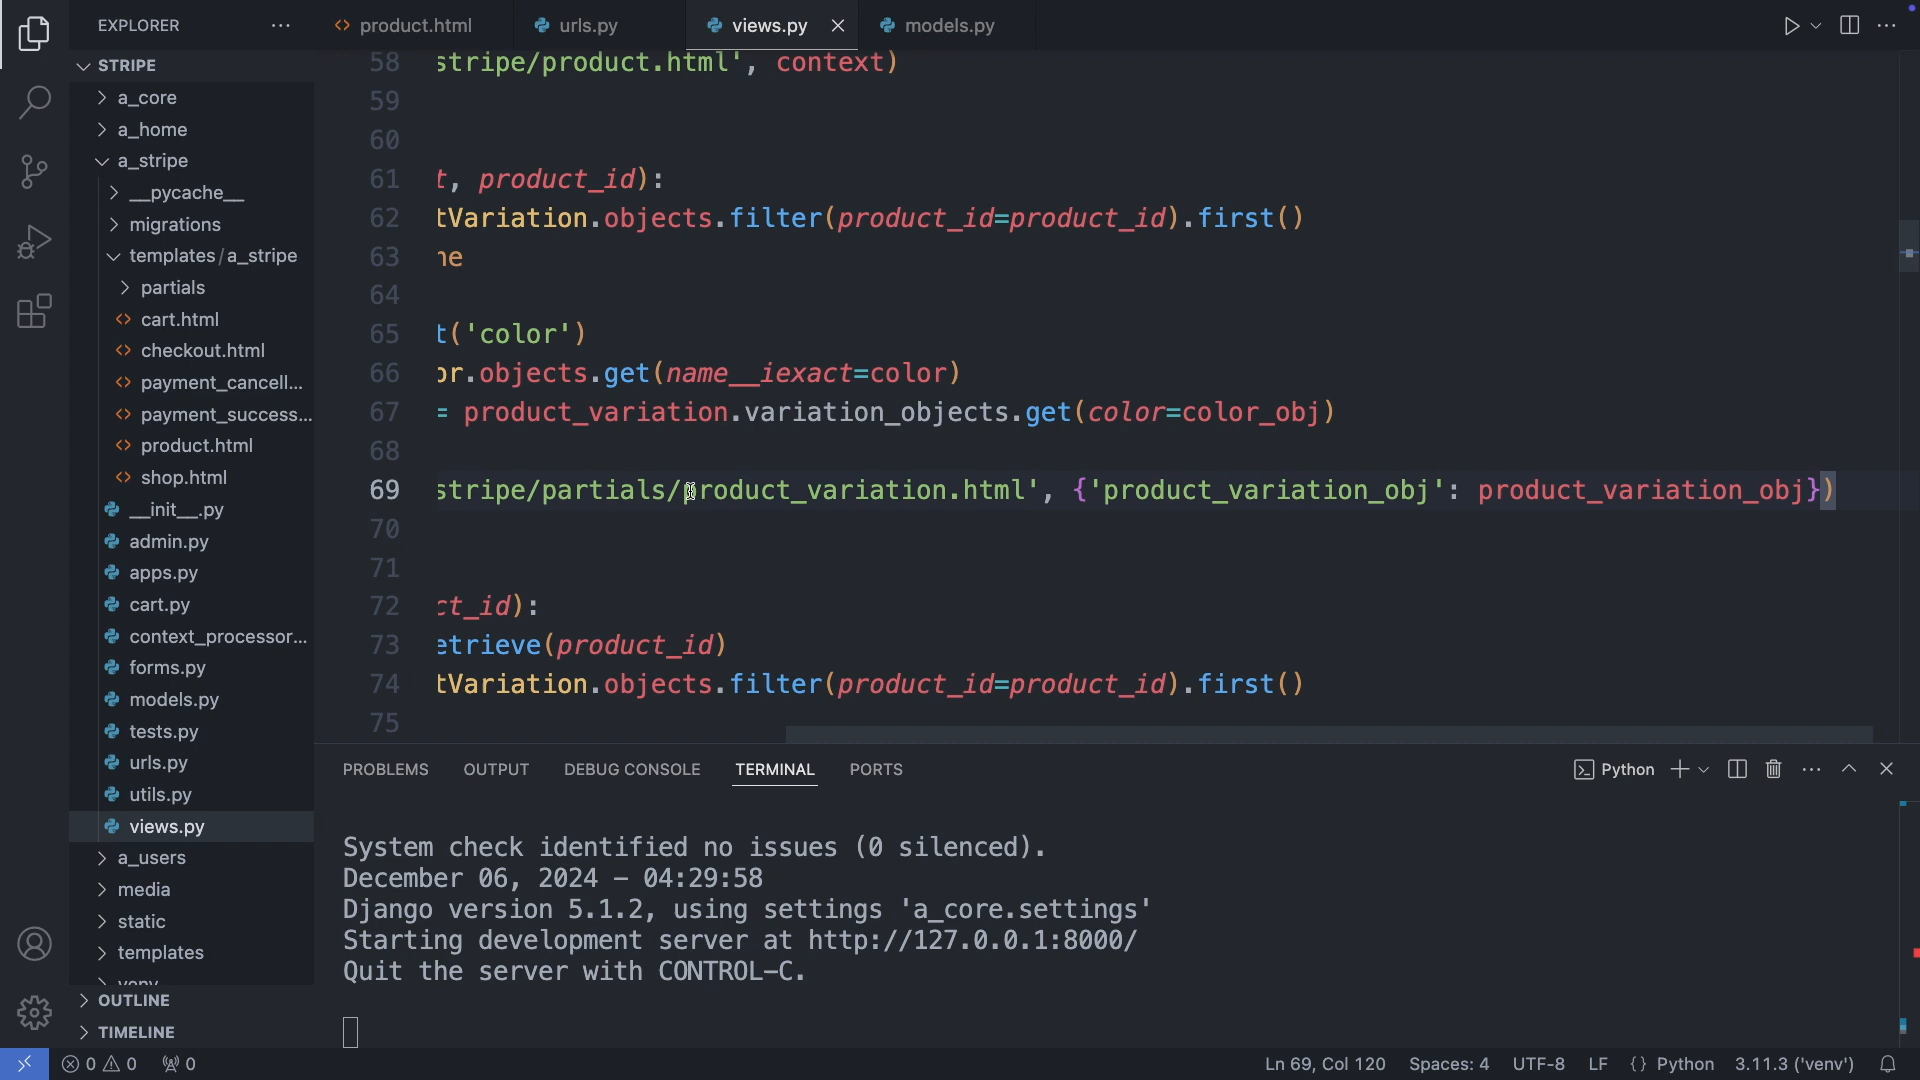 EXPLORER
product.html
urls.py
views.py
models.py
STRIPE
a_core
a_home
a_stripe
__pycache__
migrations
templates/a_stripe
partials
cart.html
checkout.html
payment_cancell...
payment_success...
product.html
shop.html
__init__.py
admin.py
apps.py
cart.py
context_processor...
forms.py
models.py
tests.py
urls.py
utils.py
views.py
a_users
media
static
templates
venv
OUTLINE
TIMELINE
58 stripe/product.html', context)
59
60
61 t, product_id):
62 tVariation.objects.filter(product_id=product_id).first()
63 ne
64
65 t('color')
66 or.objects.get(name__iexact=color)
67 = product_variation.variation_objects.get(color=color_obj)
68
69 stripe/partials/product_variation.html', {'product_variation_obj': product_variation_obj})
70
71
72 ct_id):
73 etrieve(product_id)
74 tVariation.objects.filter(product_id=product_id).first()
75
PROBLEMS OUTPUT DEBUG CONSOLE TERMINAL PORTS
Python
System check identified no issues (0 silenced).
December 06, 2024 - 04:29:58
Django version 5.1.2, using settings 'a_core.settings'
Starting development server at http://127.0.0.1:8000/
Quit the server with CONTROL-C.
0 0 0
Ln 69, Col 120 Spaces: 4 UTF-8 LF {} Python 3.11.3 ('venv')